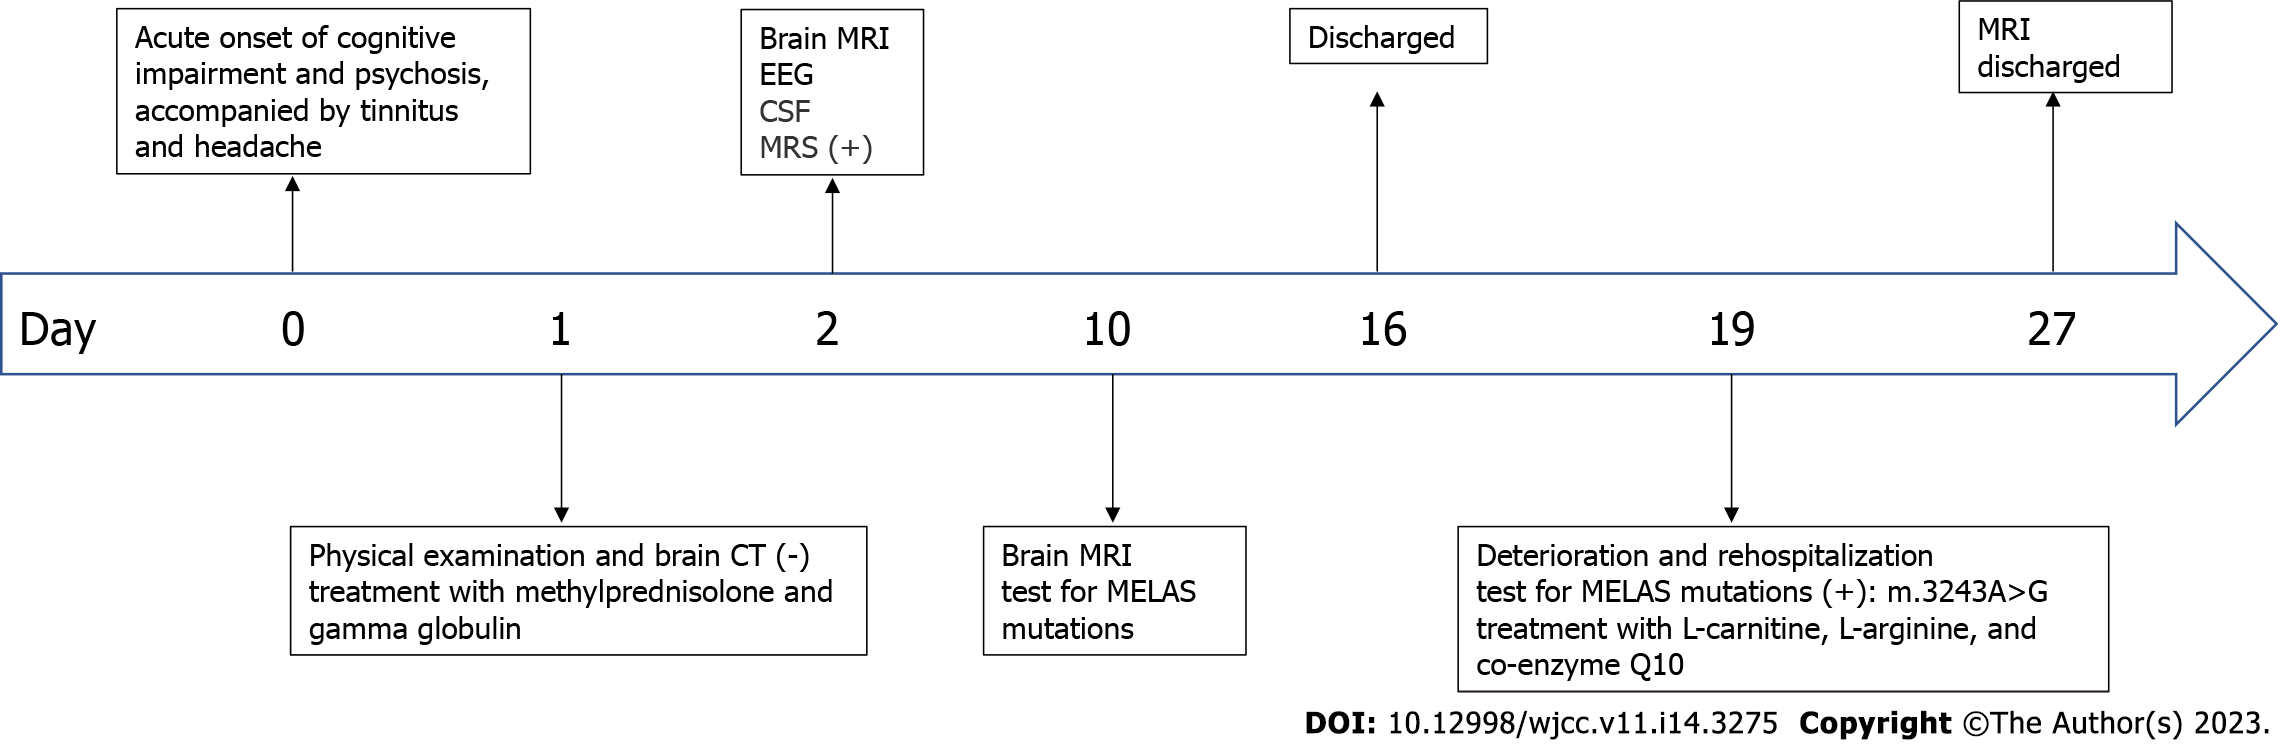 Acute onset of cognitive
impairment and psychosis,
accompanied by tinnitus
and headache
Brain MRI
EEG
CSF
MRS (+)
Discharged
MRI
discharged
Day 0 1 2 10 16 19 27
Physical examination and brain CT (-)
treatment with methylprednisolone and
gamma globulin
Brain MRI
test for MELAS
mutations
Deterioration and rehospitalization
test for MELAS mutations (+): m.3243A>G
treatment with L-carnitine, L-arginine, and
co-enzyme Q10
DOI: 10.12998/wjcc.v11.i14.3275 Copyright ©The Author(s) 2023.